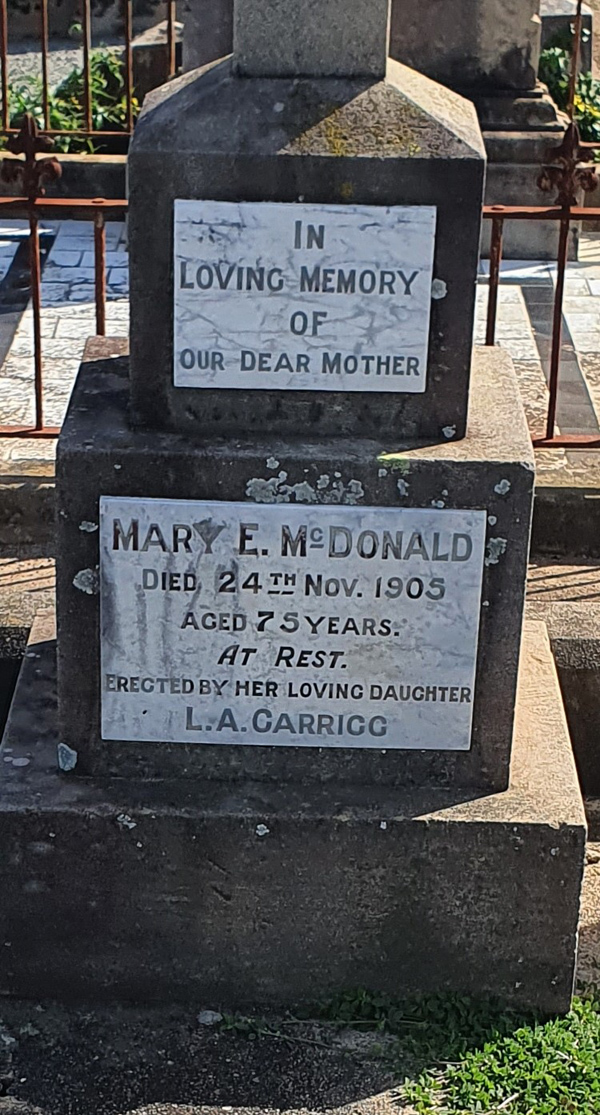 IN
LOVING MEMORY
OF
OUR DEAR MOTHER
MARY E. McDONALD
DIED 24TH NOV. 1905
AGED 75 YEARS.
AT REST.
ERECTED BY HER LOVING DAUGHTER
L.A. CARRIGG